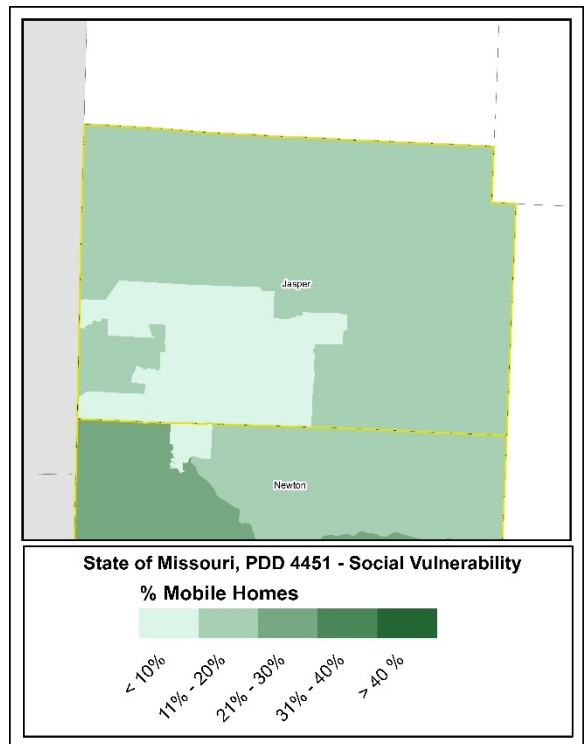 Jasper
Newton
State of Missouri, PDD 4451 - Social Vulnerability
% Mobile Homes
< 10%
11% - 20%
21% - 30%
31% - 40%
> 40 %